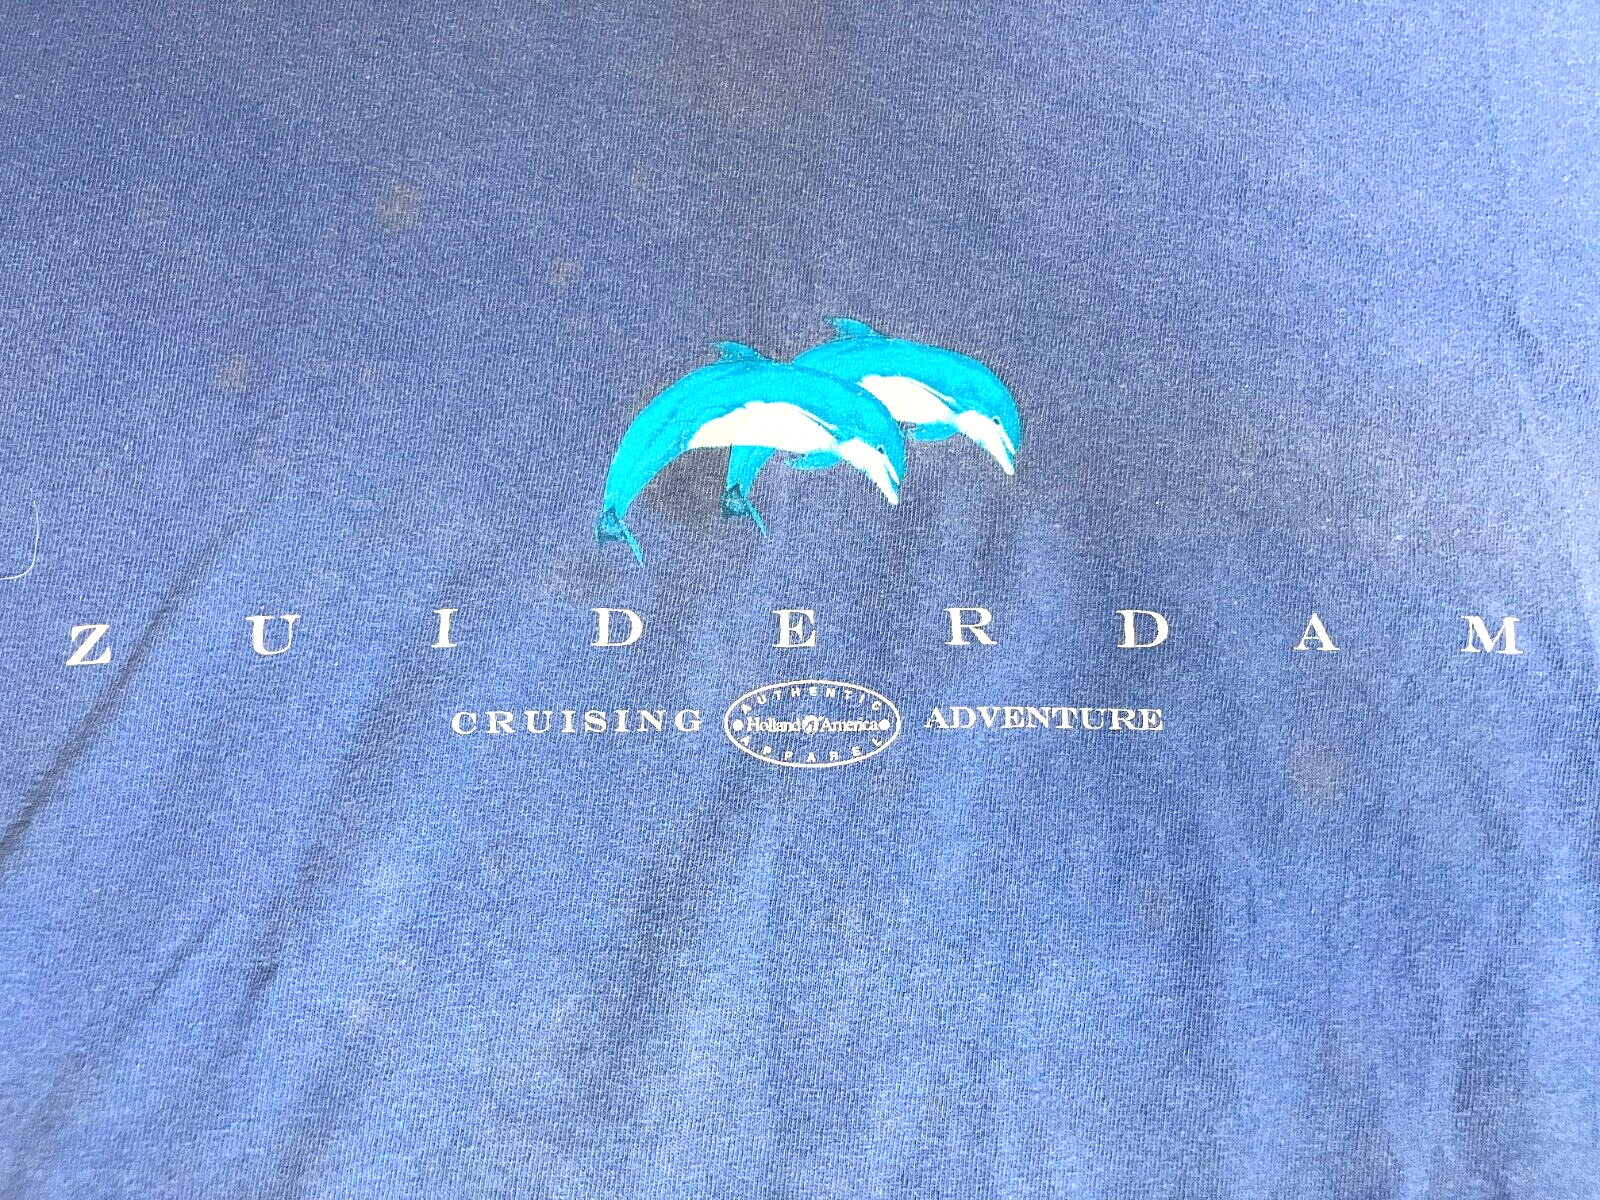 ZUIDERDAM
CRUISING
AUTHENTIC
Holland America
APPAREL
ADVENTURE